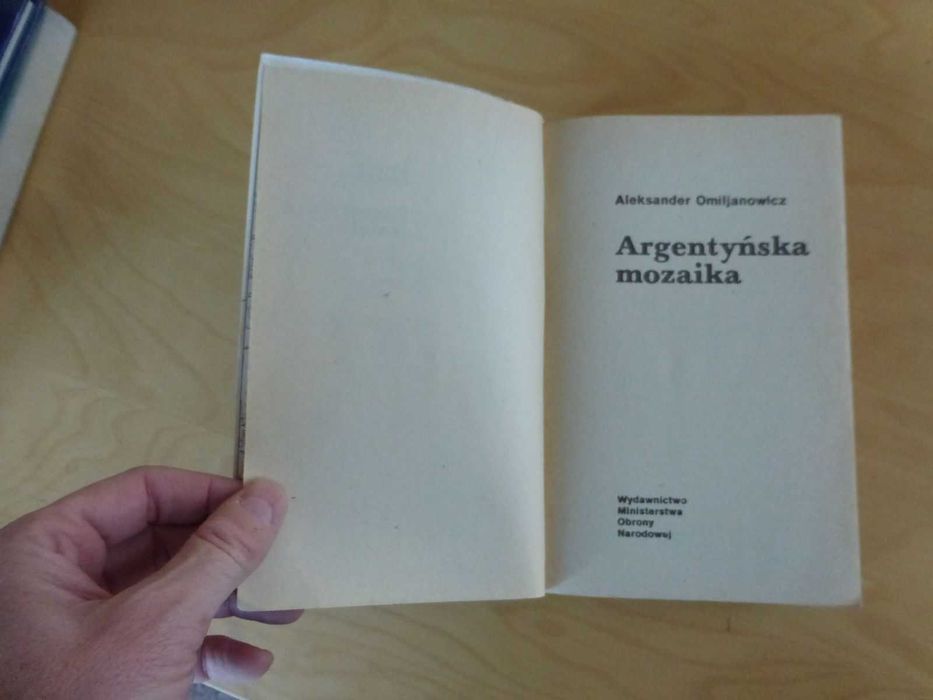 Aleksander Omiljanowicz
Argentyńska
mozaika
Wydawnictwo
Ministerstwa
Obrony
Narodowej